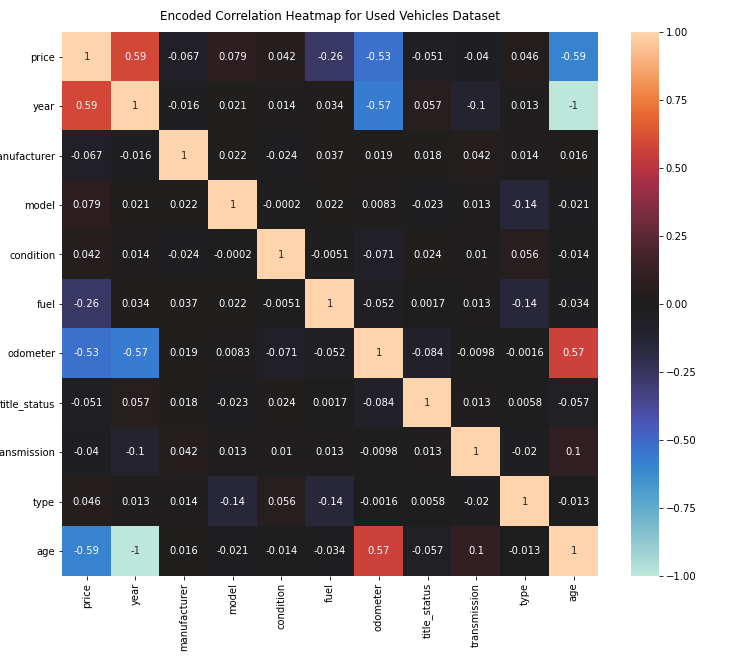 Encoded Correlation Heatmap for Used Vehicles Dataset
price 1 0.59 -0.067 0.079 0.042 -0.26 -0.53 -0.051 -0.04 0.046 -0.59
year 0.59 1 -0.016 0.021 0.014 0.034 -0.57 0.057 -0.1 0.013 -1
anufacturer -0.067 -0.016 1 0.022 -0.024 0.037 0.019 0.018 0.042 0.014 0.016
model 0.079 0.021 0.022 1 -0.0002 0.022 0.0083 -0.023 0.013 -0.14 -0.021
condition 0.042 0.014 -0.024 -0.0002 1 -0.0051 -0.071 0.024 0.01 0.056 -0.014
fuel -0.26 0.034 0.037 0.022 -0.0051 1 -0.052 0.0017 0.013 -0.14 -0.034
odometer -0.53 -0.57 0.019 0.0083 -0.071 -0.052 1 -0.084 -0.0098 -0.0016 0.57
title_status -0.051 0.057 0.018 -0.023 0.024 0.0017 -0.084 1 0.013 0.0058 -0.057
ansmission -0.04 -0.1 0.042 0.013 0.01 0.013 -0.0098 0.013 1 -0.02 0.1
type 0.046 0.013 0.014 -0.14 0.056 -0.14 -0.0016 0.0058 -0.02 1 -0.013
age -0.59 -1 0.016 -0.021 -0.014 -0.034 0.57 -0.057 0.1 -0.013 1
price year manufacturer model condition fuel odometer title_status transmission type age
1.00
0.75
0.50
0.25
0.00
−0.25
−0.50
−0.75
−1.00